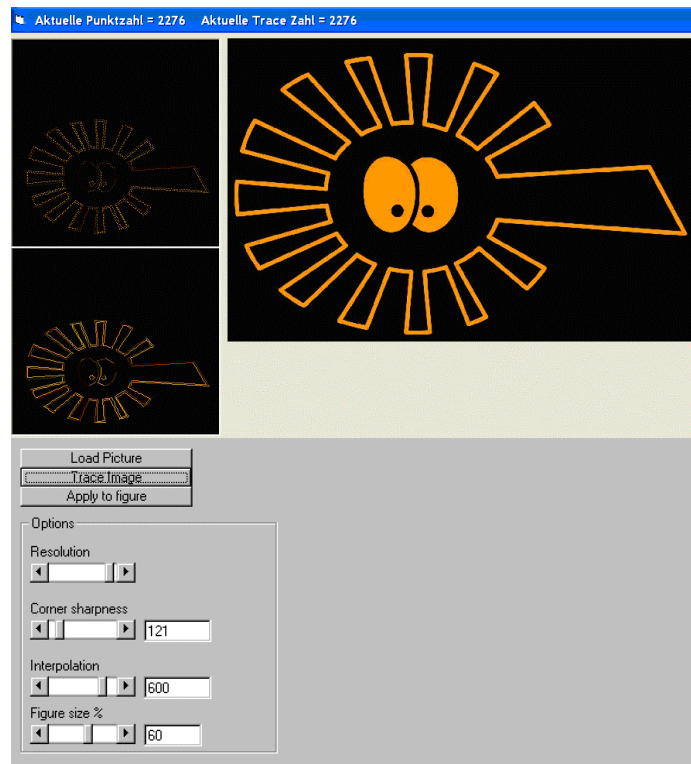 Aktuelle Punktzahl = 2276 Aktuelle Trace Zahl = 2276
Load Picture
Trace Image
Apply to figure
Options
Resolution
Corner sharpness
121
Interpolation
600
Figure size %
60